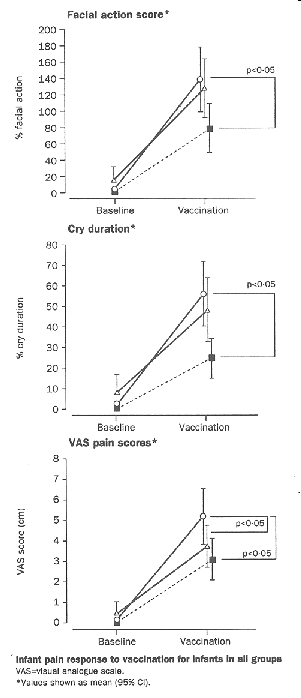 Facial action score*
% facial action
200
180
160
140
120
100
80
60
40
20
0
p<0·05
Baseline
Vaccination
Cry duration*
% cry duration
80
70
60
50
40
30
20
10
0
p<0·05
Baseline
Vaccination
VAS pain scores*
VAS score (cm)
8
7
6
5
4
3
2
1
0
p<0·05
p<0·05
Baseline
Vaccination
Infant pain response to vaccination for infants in all groups
VAS=visual analogue scale.
*Values shown as mean (95% CI).